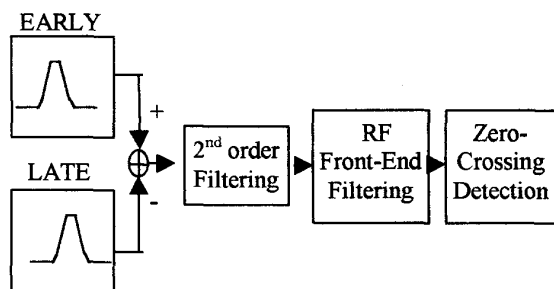 EARLY
+
2nd order
Filtering
RF
Front-End
Filtering
Zero-
Crossing
Detection
LATE
-